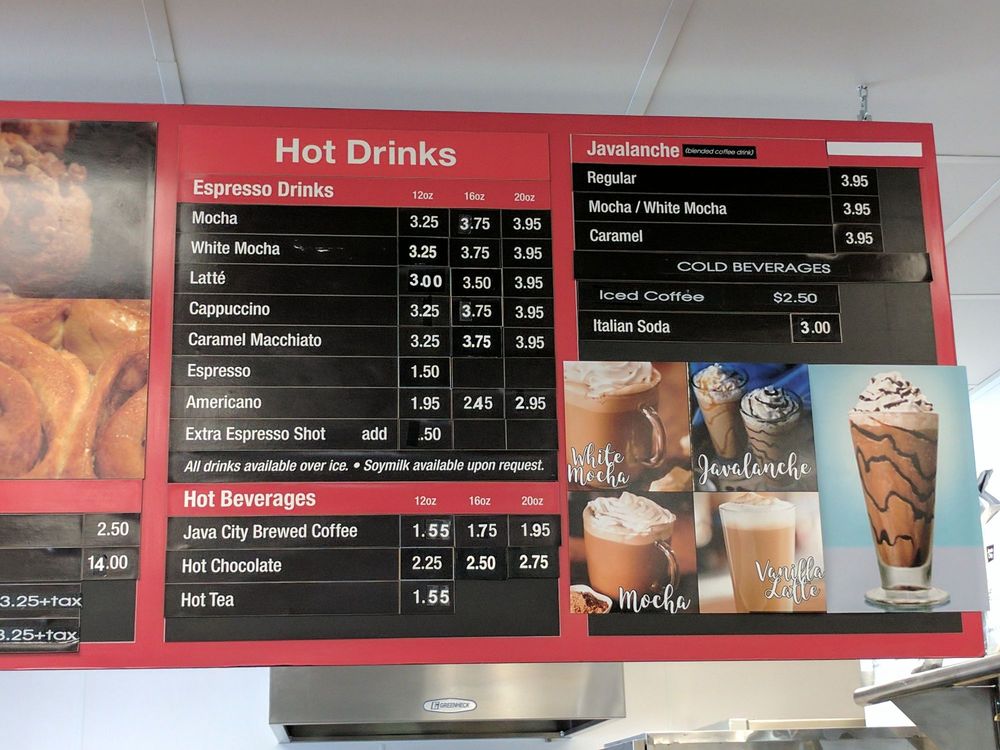 2.50
14.00
3.25+tax
3.25+tax
Hot Drinks
Espresso Drinks 12oz 16oz 20oz
Mocha 3.25 3.75 3.95
White Mocha 3.25 3.75 3.95
Latté 3.00 3.50 3.95
Cappuccino 3.25 3.75 3.95
Caramel Macchiato 3.25 3.75 3.95
Espresso 1.50
Americano 1.95 2.45 2.95
Extra Espresso Shot add .50
All drinks available over ice. • Soymilk available upon request.
Hot Beverages 12oz 16oz 20oz
Java City Brewed Coffee 1.55 1.75 1.95
Hot Chocolate 2.25 2.50 2.75
Hot Tea 1.55
Javalanche (blended coffee drink)
Regular 3.95
Mocha / White Mocha 3.95
Caramel 3.95
COLD BEVERAGES
Iced Coffee $2.50
Italian Soda 3.00
White
Mocha
Javalanche
Mocha
Vanilla
Latte
GREENHECK